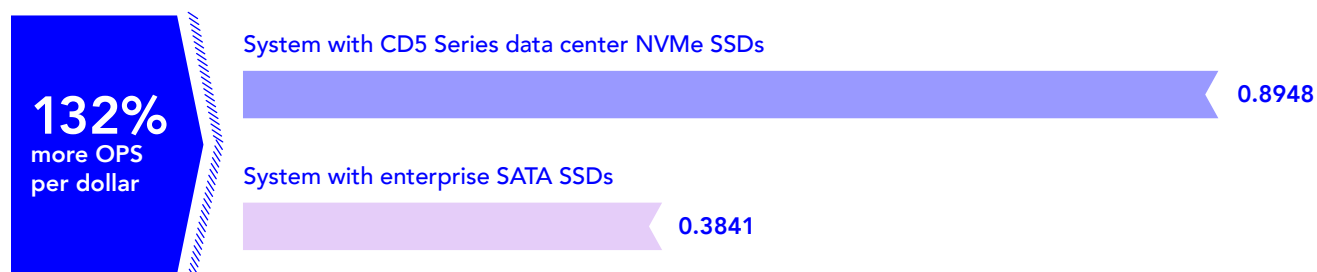 132%
more OPS
per dollar
System with CD5 Series data center NVMe SSDs
0.8948
System with enterprise SATA SSDs
0.3841